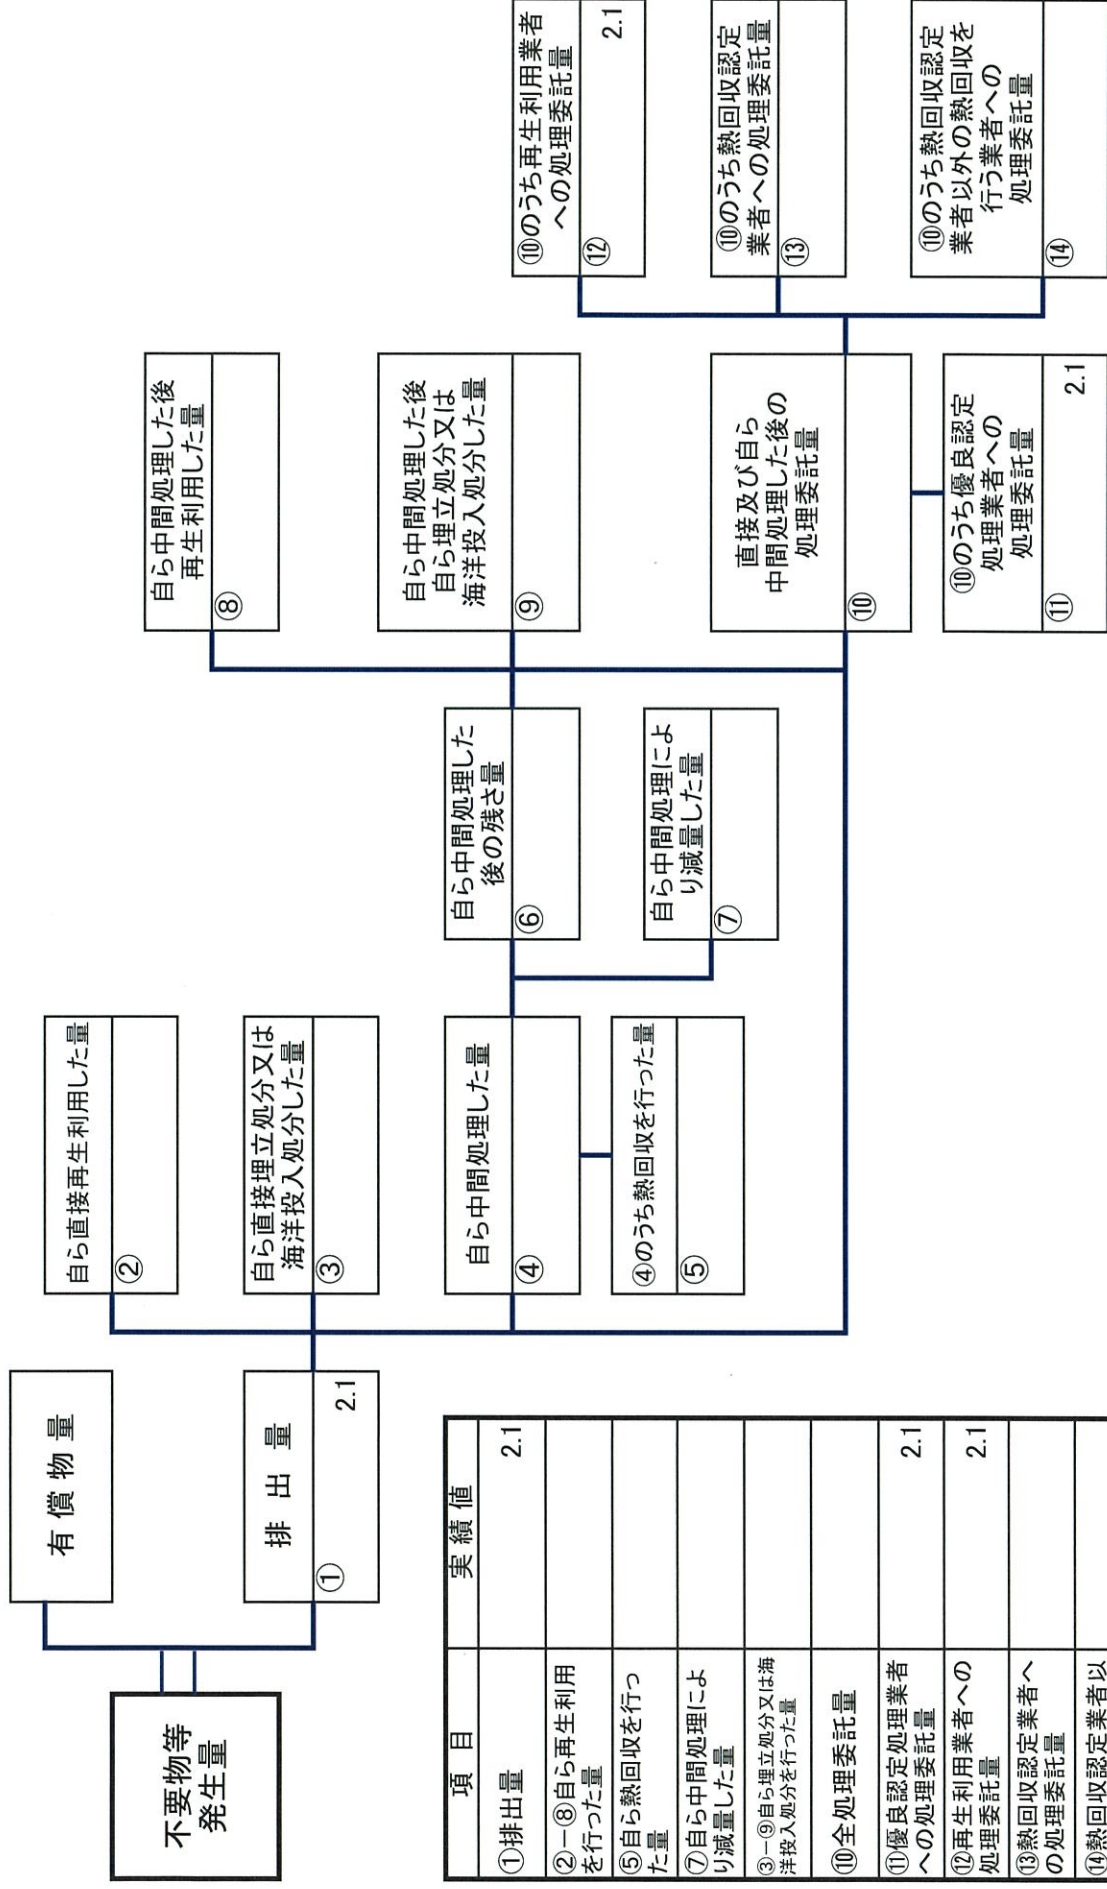 不要物等
発生量
有償物量
排出量
①
2.1
自ら直接再生利用した量
②
自ら直接埋立処分又は
海洋投入処分した量
③
自ら中間処理した量
④
④のうち熱回収を行った量
⑤
自ら中間処理した
後の残さ量
⑥
自ら中間処理によ
り減量した量
⑦
自ら中間処理した後
再生利用した量
⑧
自ら中間処理した後
自ら埋立処分又は
海洋投入処分した量
⑨
直接及び自ら
中間処理した後の
処理委託量
⑩
⑩のうち優良認定
処理業者への
処理委託量
⑪
2.1
⑩のうち再生利用業者
への処理委託量
⑫
2.1
⑩のうち熱回収認定
業者への処理委託量
⑬
⑩のうち熱回収認定
業者以外の熱回収を
行う業者への
処理委託量
⑭
項目 実績値
①排出量 2.1
②-⑧自ら再生利用
を行った量
⑤自ら熱回収を行っ
た量
⑦自ら中間処理によ
り減量した量
③-⑨自ら埋立処分又は海
洋投入処分を行った量
⑩全処理委託量
⑪優良認定処理業者
への処理委託量 2.1
⑫再生利用業者への
処理委託量 2.1
⑬熱回収認定業者へ
の処理委託量
⑭熱回収認定業者以